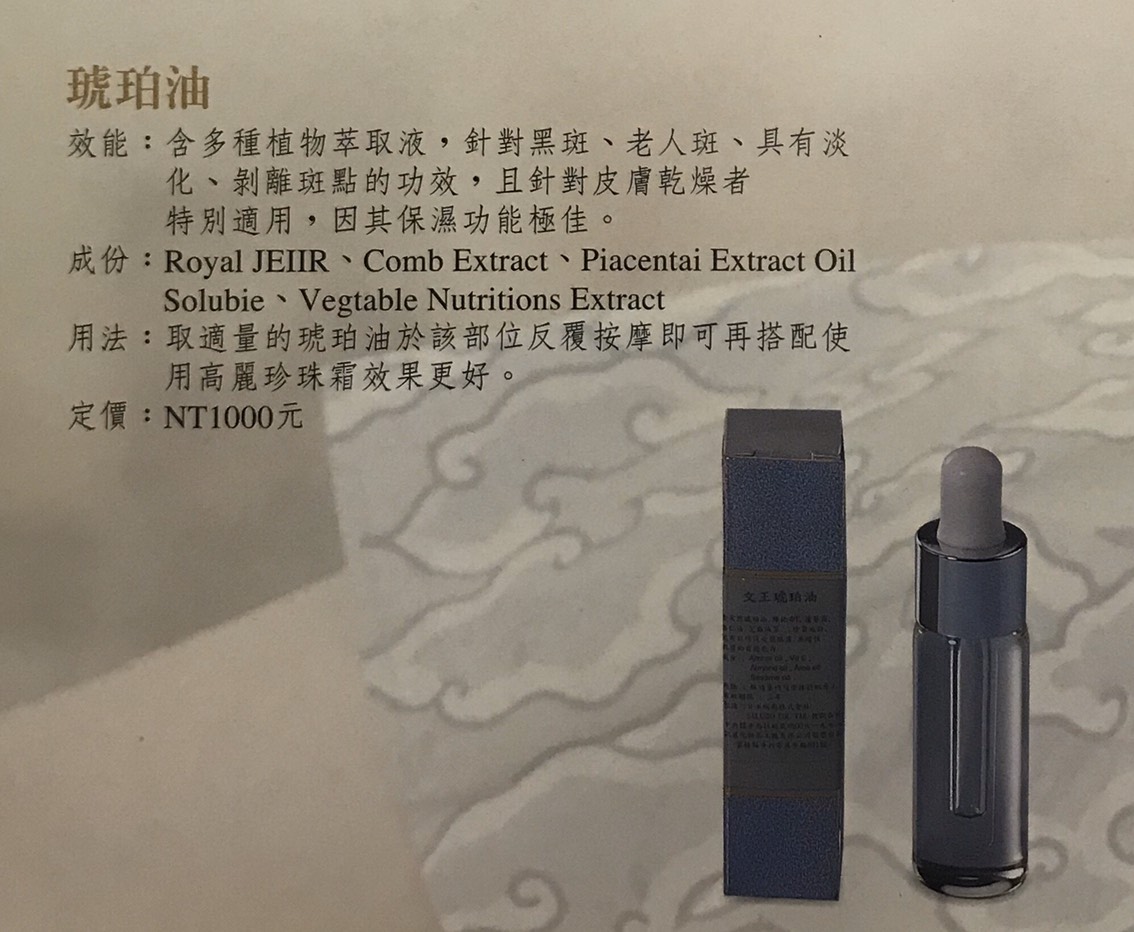 琥珀油
效能：含多種植物萃取液，針對黑斑、老人斑、具有淡
化、剝離斑點的功效，且針對皮膚乾燥者
特別適用，因其保濕功能極佳。
成份：Royal JEIIR、Comb Extract、Piacentai Extract Oil
Solubie、Vegtable Nutritions Extract
用法：取適量的琥珀油於該部位反覆按摩即可再搭配使
用高麗珍珠霜效果更好。
定價：NT1000元
文王琥珀油